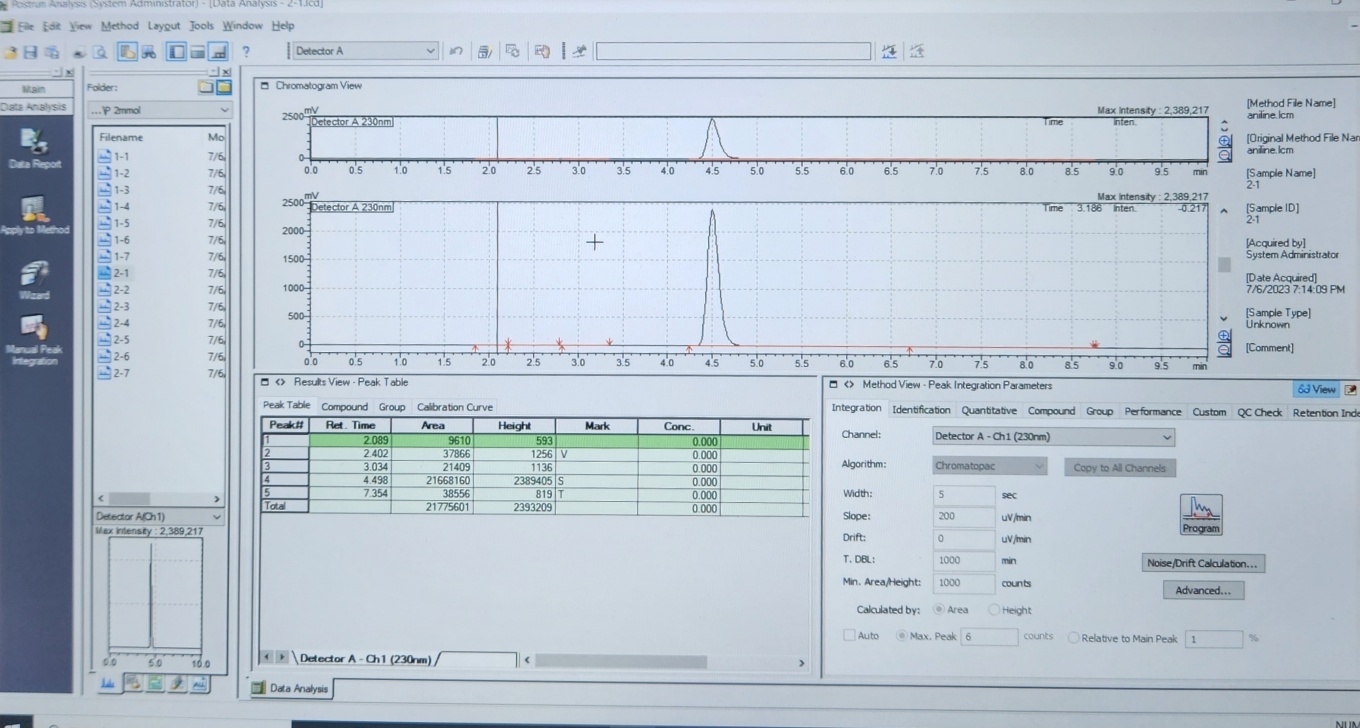 Postrun Analysis (System Administrator) - [Data Analysis - 2-1.lcd]
File Edit View Method Layout Tools Window Help
Detector A
Main
Data Analysis
Data Report
Apply to Method
Wizard
Manual Peak
Integration
Folder:
...\P 2mmol
Filename Mo
1-1 7/6
1-2 7/6
1-3 7/6
1-4 7/6
1-5 7/6
1-6 7/6
1-7 7/6
2-1 7/6
2-2 7/6
2-3 7/6
2-4 7/6
2-5 7/6
2-6 7/6
2-7 7/6
Detector A(Ch1)
Max Intensity : 2,389,217
0.0 5.0 10.0
Chromatogram View
mV
Max Intensity : 2,389,217
2500
Detector A 230nm
Time Inten.
0
0.0 0.5 1.0 1.5 2.0 2.5 3.0 3.5 4.0 4.5 5.0 5.5 6.0 6.5 7.0 7.5 8.0 8.5 9.0 9.5 min
mV
Max Intensity : 2,389,217
2500
Detector A 230nm
Time 3.186 Inten. -0.217
2000
1500
1000
500
0
0.0 0.5 1.0 1.5 2.0 2.5 3.0 3.5 4.0 4.5 5.0 5.5 6.0 6.5 7.0 7.5 8.0 8.5 9.0 9.5 min
[Method File Name]
aniline.lcm
[Original Method File Nar
aniline.lcm
[Sample Name]
2-1
[Sample ID]
2-1
[Acquired by]
System Administrator
[Date Acquired]
7/6/2023 7:14:09 PM
[Sample Type]
Unknown
[Comment]
Results View - Peak Table
Peak Table Compound Group Calibration Curve
Peak# Ret. Time Area Height Mark Conc. Unit
1 2.089 9610 593 0.000
2 2.402 37866 1256 V 0.000
3 3.034 21409 1136 0.000
4 4.498 21668160 2389405 S 0.000
5 7.354 38556 819 T 0.000
Total 21775601 2393209 0.000
Detector A - Ch1 (230nm)
Data Analysis
Method View - Peak Integration Parameters
View
Integration Identification Quantitative Compound Group Performance Custom QC Check Retention Inde
Channel: Detector A - Ch1 (230nm)
Algorithm: Chromatopac Copy to All Channels
Width: 5 sec
Slope: 200 uV/min
Drift: 0 uV/min
T. DBL: 1000 min
Min. Area/Height: 1000 counts
Calculated by: Area Height
Auto Max. Peak 6 counts Relative to Main Peak 1 %
Program
Noise/Drift Calculation...
Advanced...
NUM